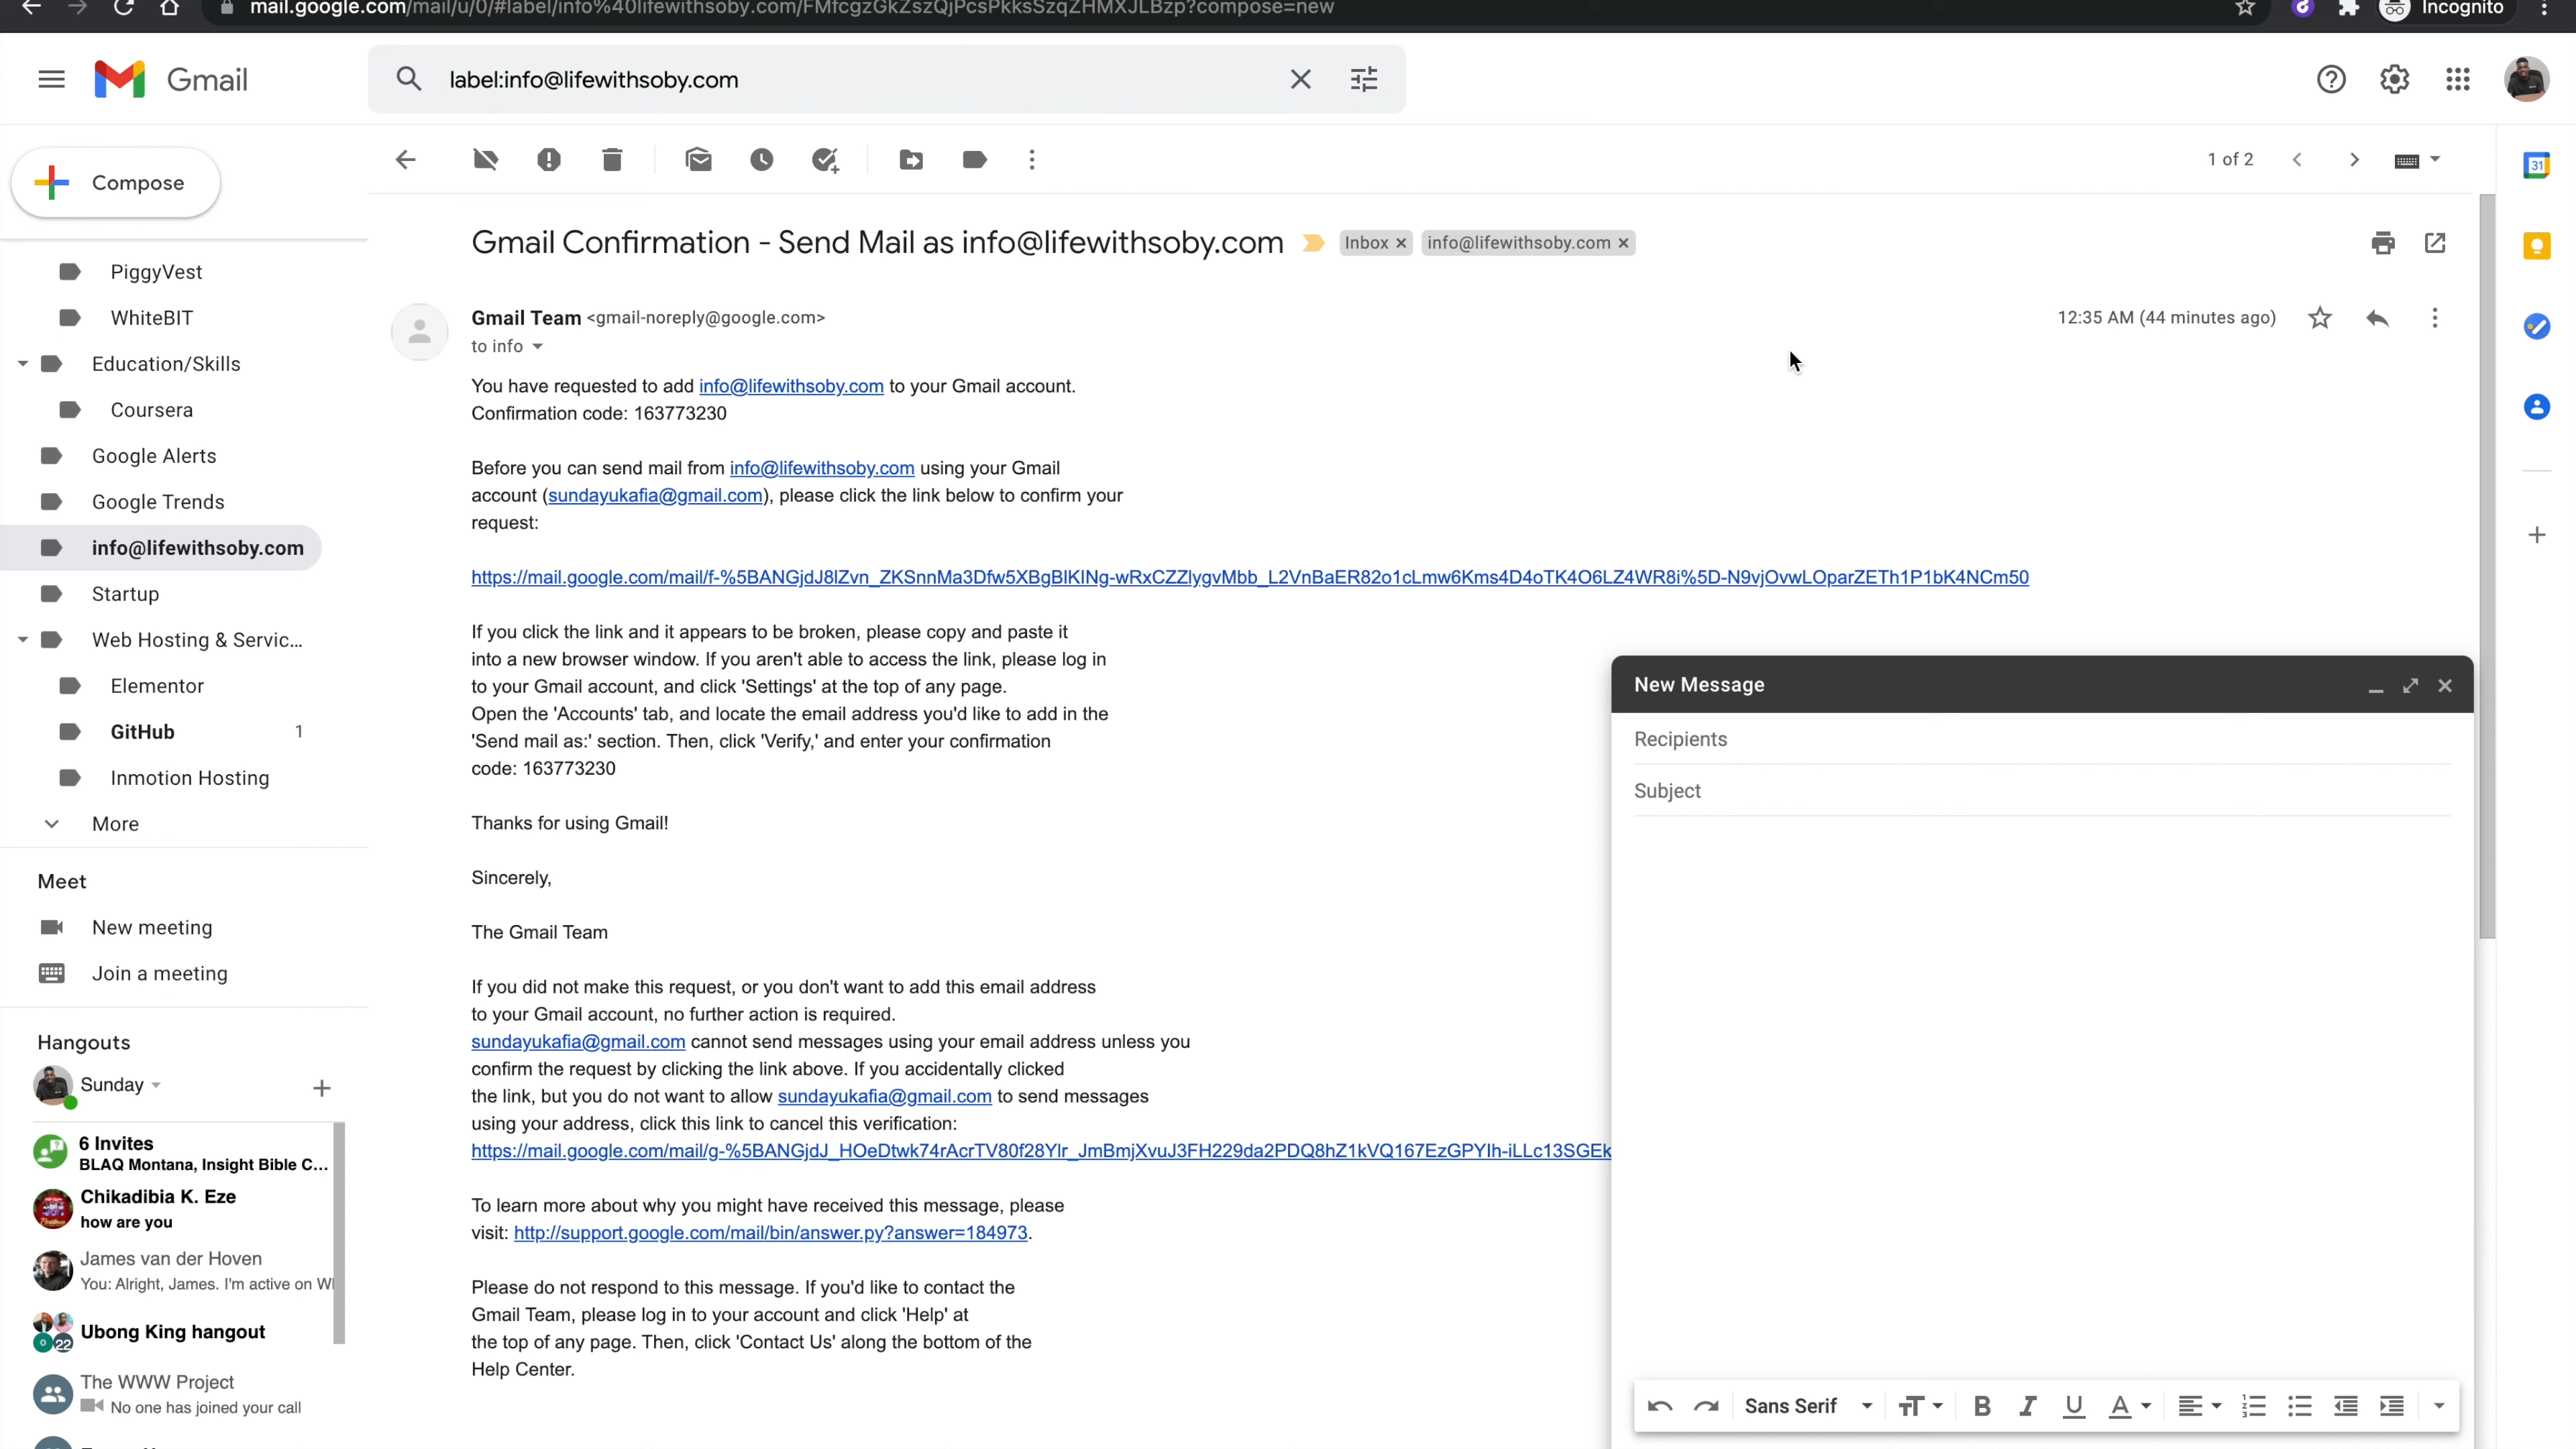 mail.google.com/mail/u/0/#label/info%40lifewithsoby.com/FMfcgzGkZszQjPcsPkksSzqZHMXJLBzp?compose=new
Incognito
Gmail
label:info@lifewithsoby.com
Compose
1 of 2
31
Gmail Confirmation - Send Mail as info@lifewithsoby.com
Inbox ×
info@lifewithsoby.com ×
PiggyVest
WhiteBIT
Education/Skills
Coursera
Google Alerts
Google Trends
info@lifewithsoby.com
Startup
Web Hosting & Servic...
Elementor
GitHub 1
Inmotion Hosting
More
Meet
New meeting
Join a meeting
Hangouts
Sunday
6 Invites
BLAQ Montana, Insight Bible C...
Chikadibia K. Eze
how are you
James van der Hoven
You: Alright, James. I'm active on W
Ubong King hangout
22
The WWW Project
No one has joined your call
Gmail Team <gmail-noreply@google.com>
12:35 AM (44 minutes ago)
to info
You have requested to add info@lifewithsoby.com to your Gmail account.
Confirmation code: 163773230
Before you can send mail from info@lifewithsoby.com using your Gmail
account (sundayukafia@gmail.com), please click the link below to confirm your
request:
https://mail.google.com/mail/f-%5BANGjdJ8lZvn_ZKSnnMa3Dfw5XBgBlKlNg-wRxCZZlygvMbb_L2VnBaER82o1cLmw6Kms4D4oTK4O6LZ4WR8i%5D-N9vjOvwLOparZETh1P1bK4NCm50
If you click the link and it appears to be broken, please copy and paste it
into a new browser window. If you aren't able to access the link, please log in
to your Gmail account, and click 'Settings' at the top of any page.
Open the 'Accounts' tab, and locate the email address you'd like to add in the
'Send mail as:' section. Then, click 'Verify,' and enter your confirmation
code: 163773230
Thanks for using Gmail!
Sincerely,
The Gmail Team
If you did not make this request, or you don't want to add this email address
to your Gmail account, no further action is required.
sundayukafia@gmail.com cannot send messages using your email address unless you
confirm the request by clicking the link above. If you accidentally clicked
the link, but you do not want to allow sundayukafia@gmail.com to send messages
using your address, click this link to cancel this verification:
https://mail.google.com/mail/g-%5BANGjdJ_HOeDtwk74rAcrTV80f28Ylr_JmBmjXvuJ3FH229da2PDQ8hZ1kVQ167EzGPYIh-iLLc13SGEk
To learn more about why you might have received this message, please
visit: http://support.google.com/mail/bin/answer.py?answer=184973.
Please do not respond to this message. If you'd like to contact the
Gmail Team, please log in to your account and click 'Help' at
the top of any page. Then, click 'Contact Us' along the bottom of the
Help Center.
New Message
Recipients
Subject
Sans Serif